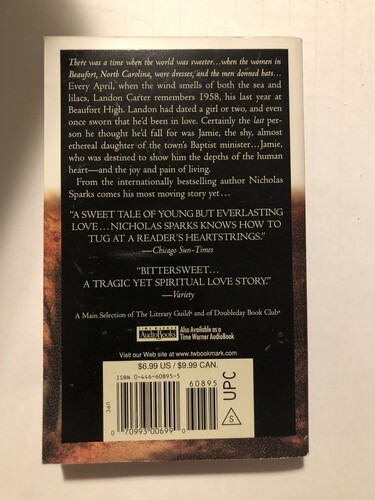 There was a time when the world was sweeter...when the women in
Beaufort, North Carolina, wore dresses, and the men donned hats...
Every April, when the wind smells of both the sea and
lilacs, Landon Carter remembers 1958, his last year at
Beaufort High. Landon had dated a girl or two, and even
once sworn that he'd been in love. Certainly the last per-
son he thought he'd fall for was Jamie, the shy, almost
ethereal daughter of the town's Baptist minister...Jamie,
who was destined to show him the depths of the human
heart—and the joy and pain of living.
From the internationally bestselling author Nicholas
Sparks comes his most moving story yet...
"A SWEET TALE OF YOUNG BUT EVERLASTING
LOVE...NICHOLAS SPARKS KNOWS HOW TO
TUG AT A READER'S HEARTSTRINGS."
—Chicago Sun-Times
"BITTERSWEET...
A TRAGIC YET SPIRITUAL LOVE STORY."
—Variety
A Main Selection of The Literary Guild® and of Doubleday Book Club®
TIME WARNER
AudioBooks
Also Available as a
Time Warner AudioBook
Visit our Web site at www.twbookmark.com
$6.99 US / $9.99 CAN.
ISBN 0-446-60895-5
60895
0 70993 00699 0
UPC
S